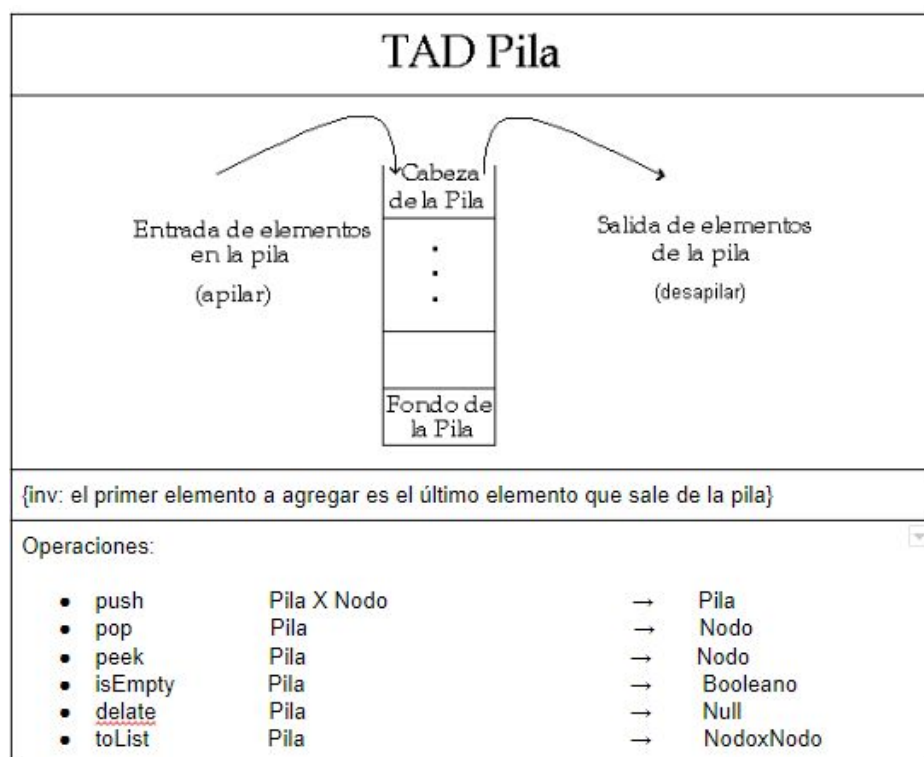 TAD Pila
Cabeza
de la Pila
Entrada de elementos
en la pila
(apilar)
Salida de elementos
de la pila
(desapilar)
Fondo de
la Pila
{inv: el primer elemento a agregar es el último elemento que sale de la pila}
Operaciones:
● push Pila X Nodo → Pila
● pop Pila → Nodo
● peek Pila → Nodo
● isEmpty Pila → Booleano
● delate Pila → Null
● toList Pila → NodoxNodo